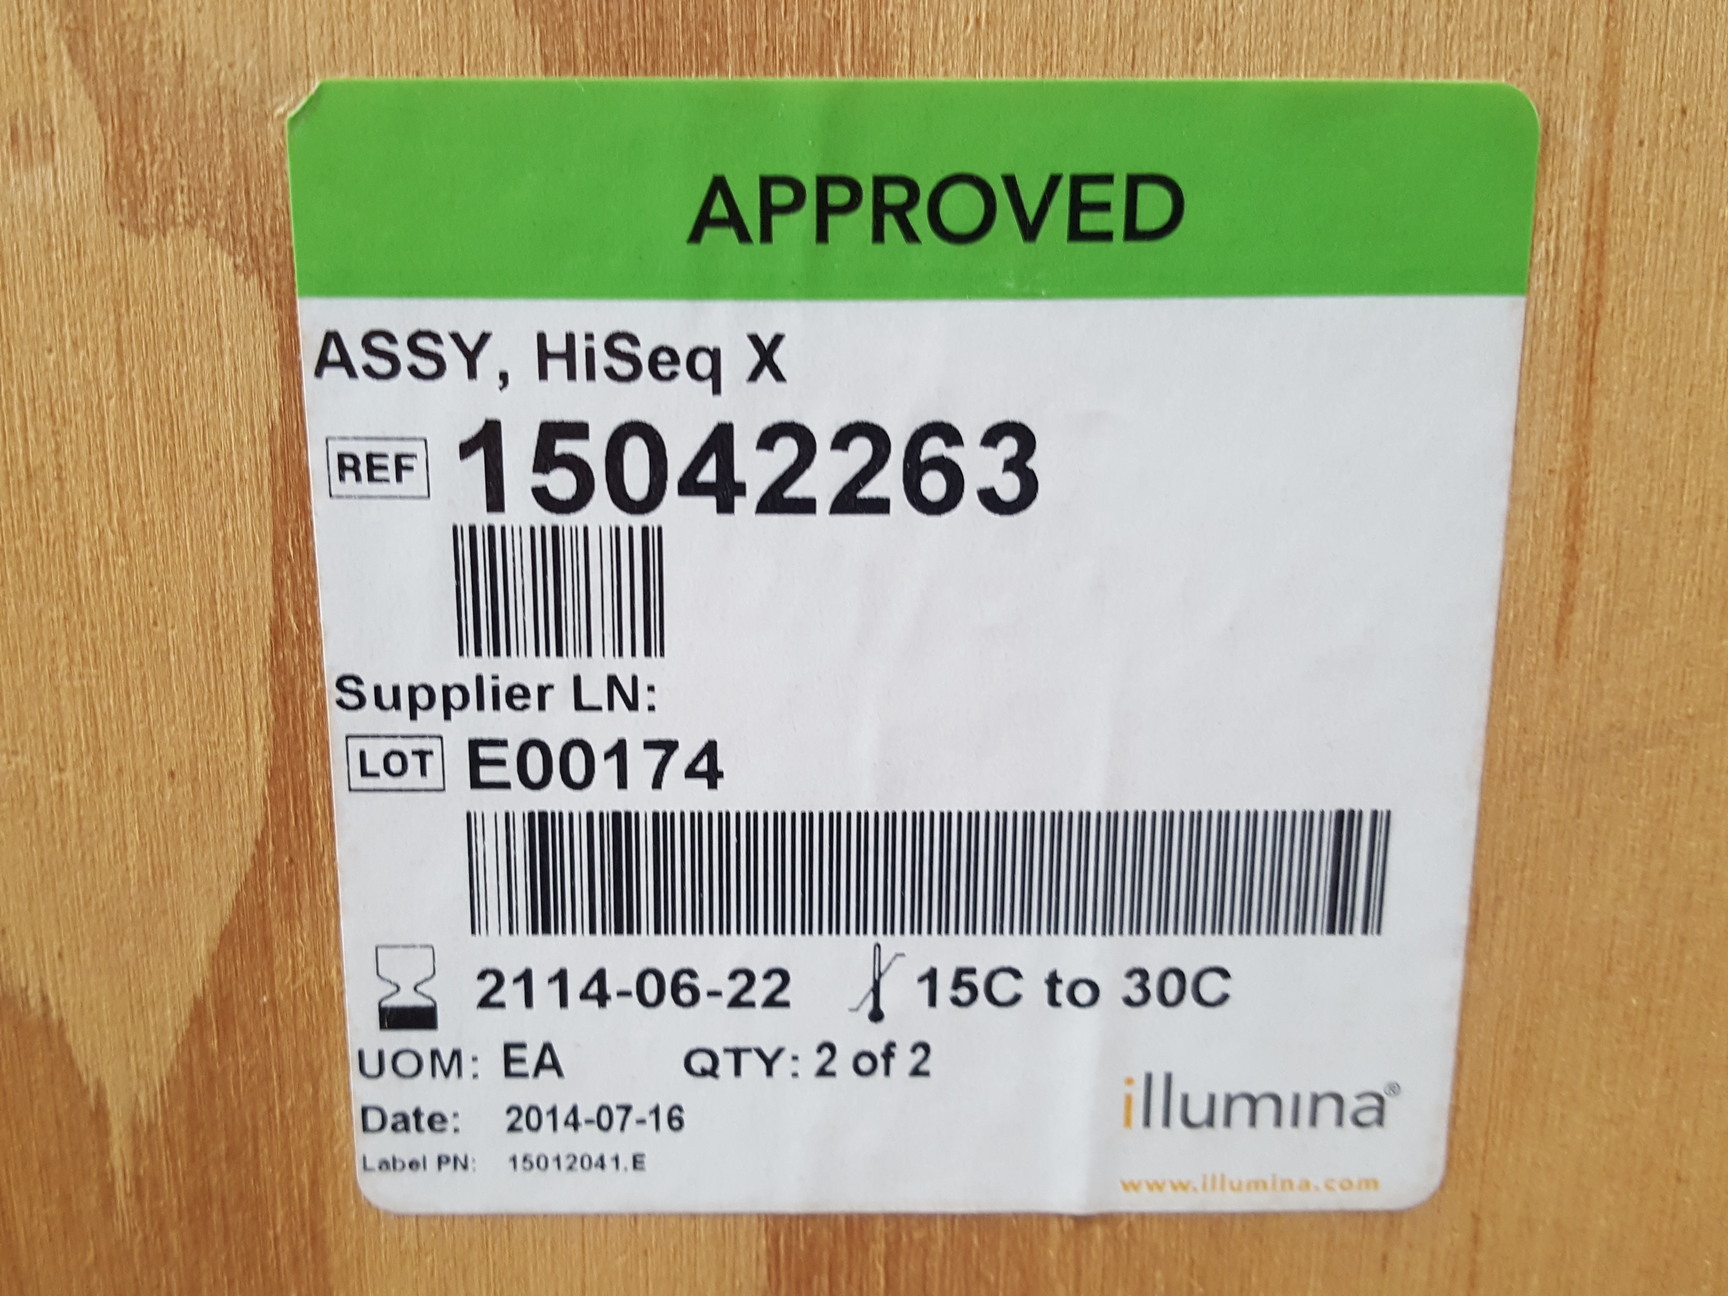 APPROVED
ASSY, HiSeq X
REF 15042263
Supplier LN:
LOT E00174
2114-06-22 15C to 30C
UOM: EA QTY: 2 of 2
Date: 2014-07-16
illumina®
Label PN: 15012041.E
www.illumina.com